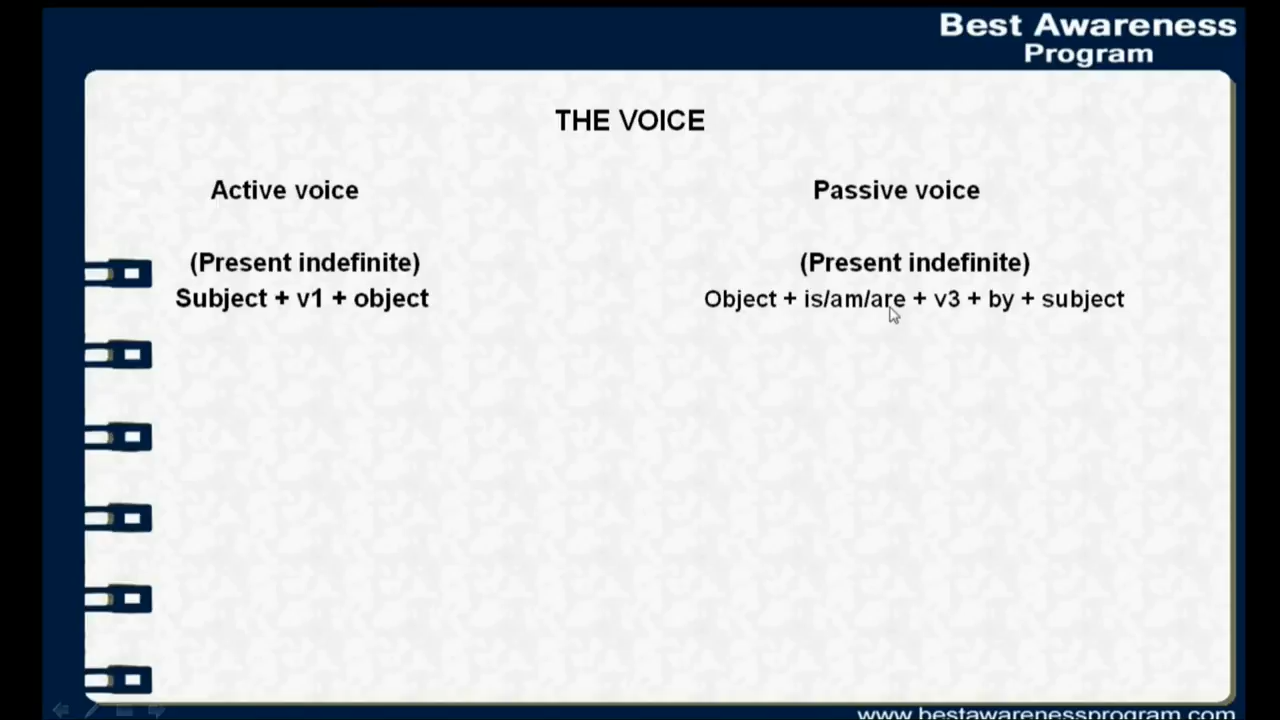 Best Awareness
Program
THE VOICE
Active voice
Passive voice
(Present indefinite)
(Present indefinite)
Subject + v1 + object
Object + is/am/are + v3 + by + subject
www.bestawarenessprogram.com